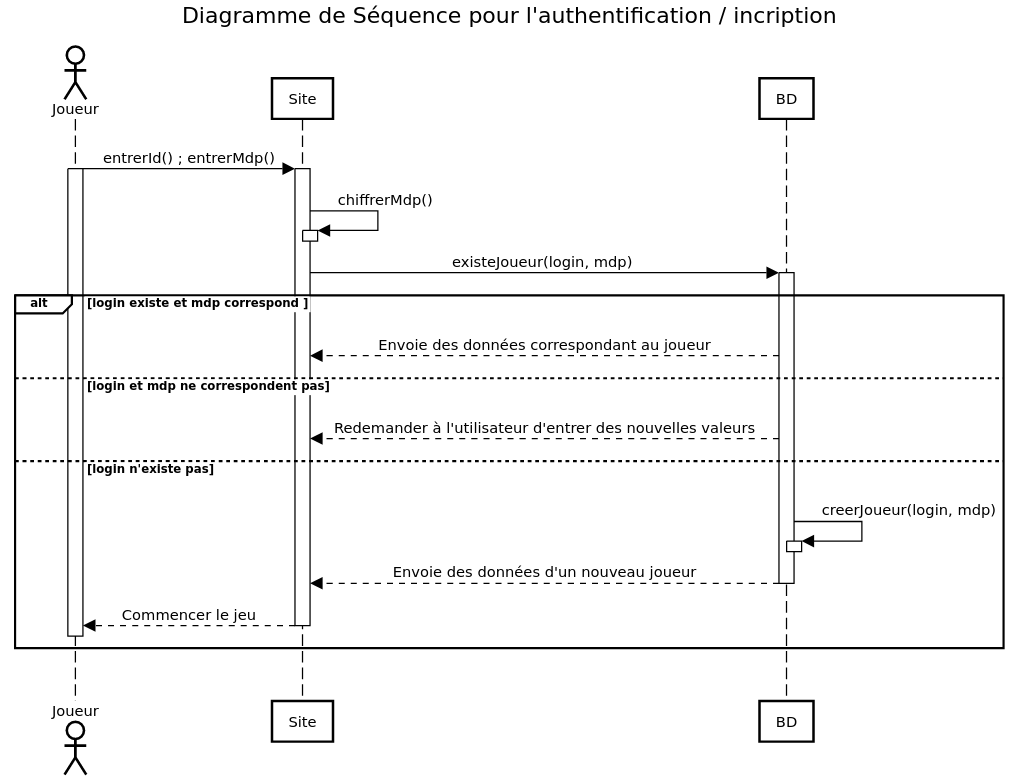 Diagramme de Séquence pour l'authentification / incription
Joueur
Site
BD
entrerId() ; entrerMdp()
chiffrerMdp()
existeJoueur(login, mdp)
alt
[login existe et mdp correspond ]
Envoie des données correspondant au joueur
[login et mdp ne correspondent pas]
Redemander à l'utilisateur d'entrer des nouvelles valeurs
[login n'existe pas]
creerJoueur(login, mdp)
Envoie des données d'un nouveau joueur
Commencer le jeu
Joueur
Site
BD